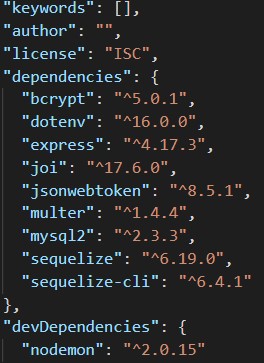 "keywords": [],
"author": "",
"license": "ISC",
"dependencies": {
"bcrypt": "^5.0.1",
"dotenv": "^16.0.0",
"express": "^4.17.3",
"joi": "^17.6.0",
"jsonwebtoken": "^8.5.1",
"multer": "^1.4.4",
"mysql2": "^2.3.3",
"sequelize": "^6.19.0",
"sequelize-cli": "^6.4.1"
},
"devDependencies": {
"nodemon": "^2.0.15"